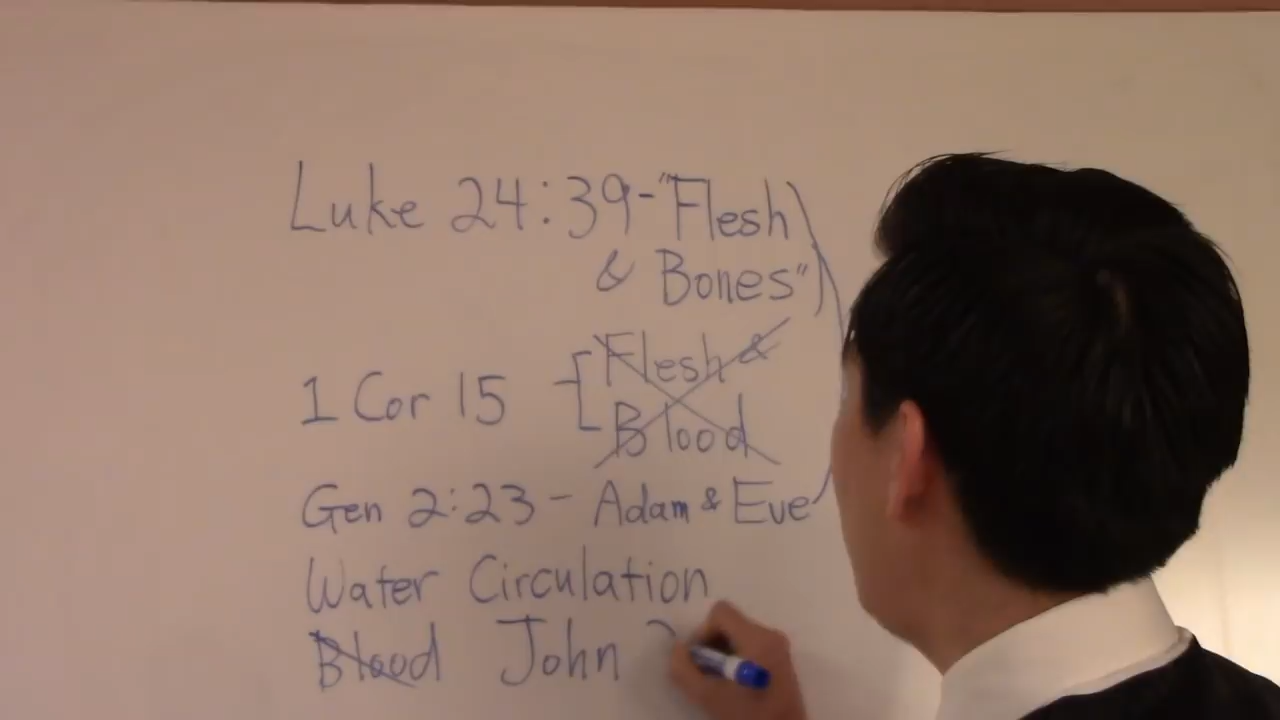 Luke 24:39-"Flesh
& Bones"
1 Cor 15
Flesh &
Blood
Gen 2:23 - Adam & Eve
Water Circulation
Blood John